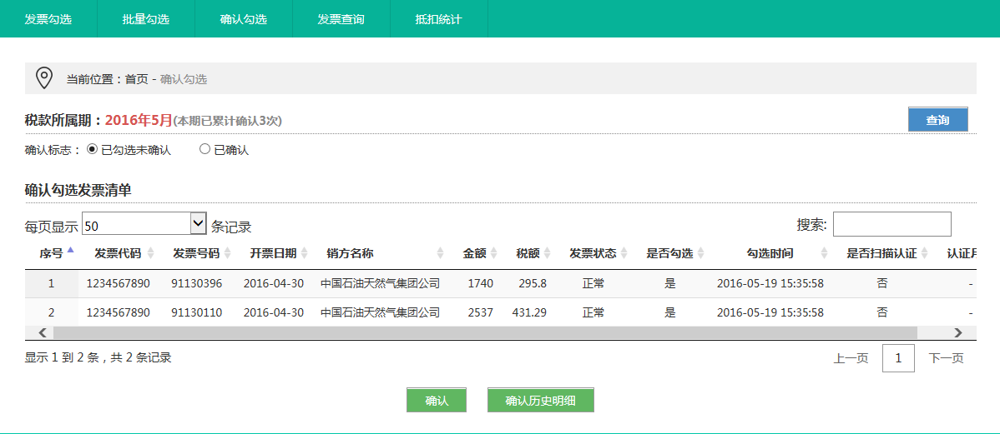 发票勾选 批量勾选 确认勾选 发票查询 抵扣统计
当前位置：首页 - 确认勾选
税款所属期：2016年5月(本期已累计确认3次) 查询
确认标志： 已勾选未确认 已确认
确认勾选发票清单
每页显示 50 条记录 搜索:
序号 发票代码 发票号码 开票日期 销方名称 金额 税额 发票状态 是否勾选 勾选时间 是否扫描认证 认证月
1 1234567890 91130396 2016-04-30 中国石油天然气集团公司 1740 295.8 正常 是 2016-05-19 15:35:58 否 -
2 1234567890 91130110 2016-04-30 中国石油天然气集团公司 2537 431.29 正常 是 2016-05-19 15:35:58 否 -
显示 1 到 2 条，共 2 条记录 上一页 1 下一页
确认 确认历史明细